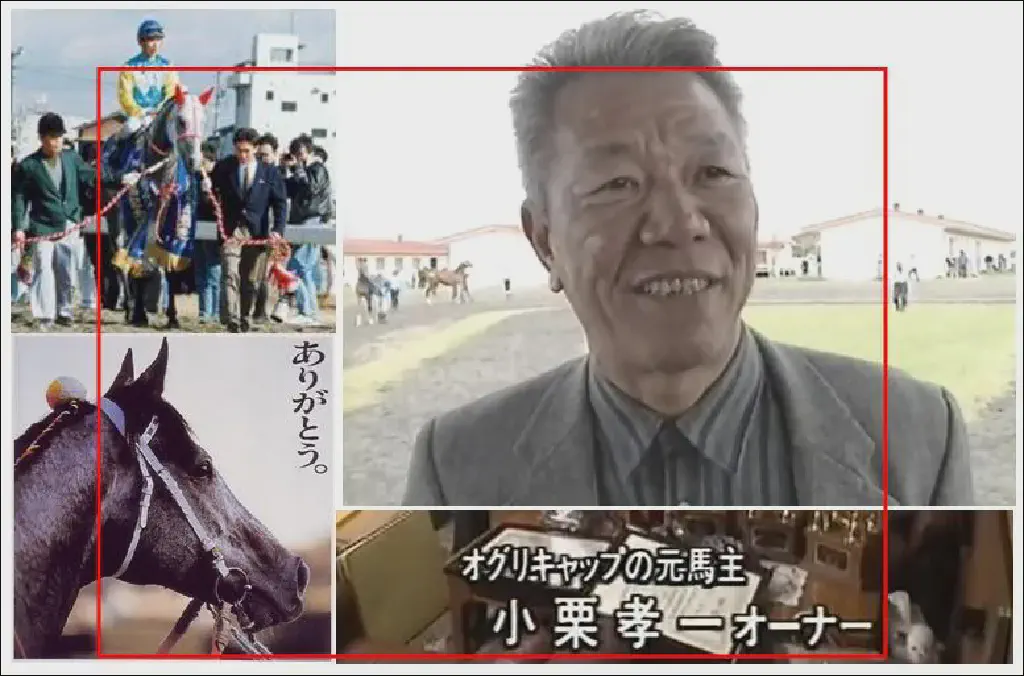 ありがとう。
オグリキャップの元馬主
小栗孝一オーナー